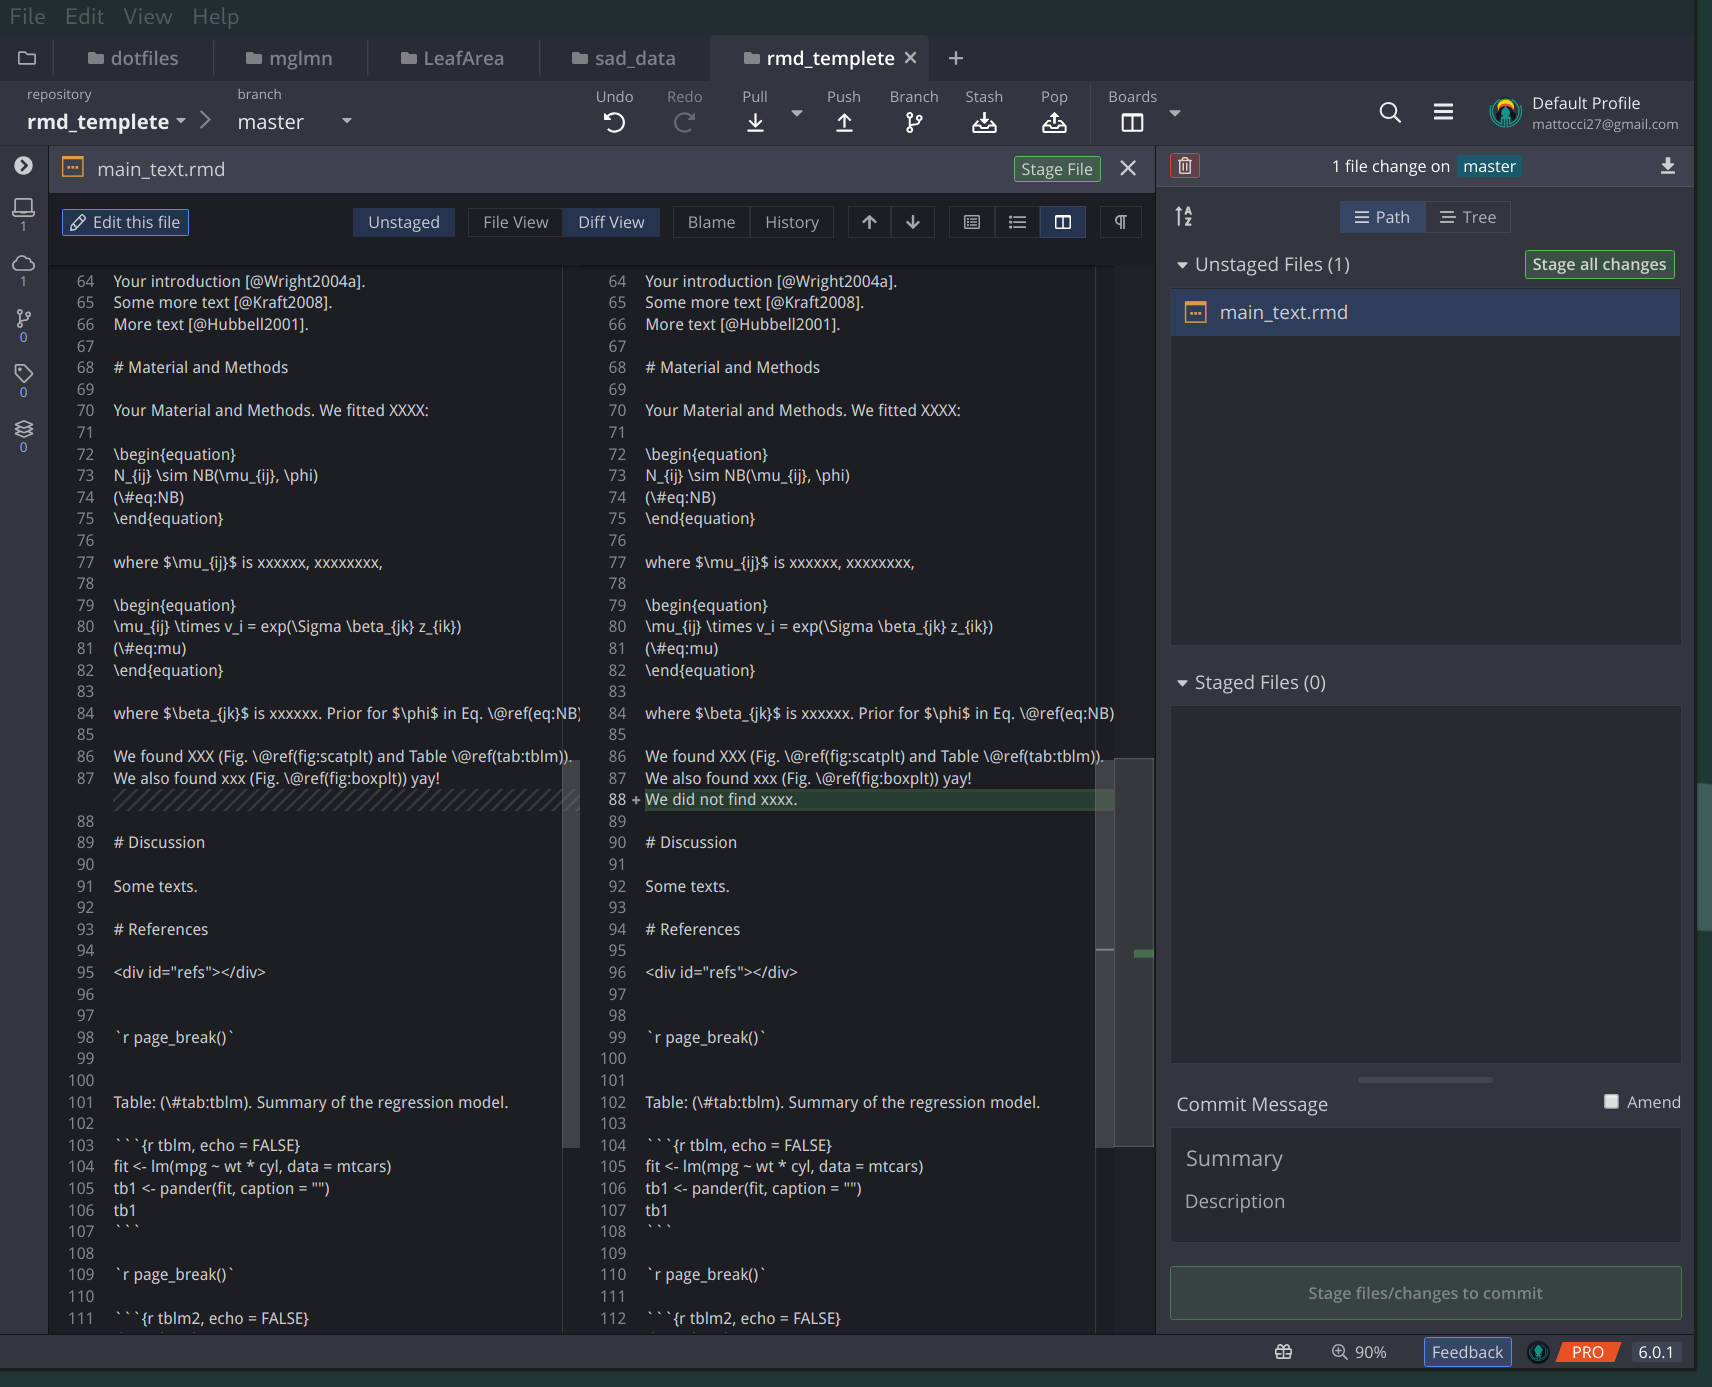 File Edit View Help
dotfiles mglmn LeafArea sad_data rmd_templete
repository
rmd_templete
branch
master
Undo Redo Pull Push Branch Stash Pop Boards
Default Profile
mattocci27@gmail.com
main_text.rmd Stage File
1 file change on master
1
1
0
0
0
Edit this file Unstaged File View Diff View Blame History
64 Your introduction [@Wright2004a].
65 Some more text [@Kraft2008].
66 More text [@Hubbell2001].
67
68 # Material and Methods
69
70 Your Material and Methods. We fitted XXXX:
71
72 \begin{equation}
73 N_{ij} \sim NB(\mu_{ij}, \phi)
74 (\#eq:NB)
75 \end{equation}
76
77 where $\mu_{ij}$ is xxxxxx, xxxxxxxx,
78
79 \begin{equation}
80 \mu_{ij} \times v_i = exp(\Sigma \beta_{jk} z_{ik})
81 (\#eq:mu)
82 \end{equation}
83
84 where $\beta_{jk}$ is xxxxxx. Prior for $\phi$ in Eq. \@ref(eq:NB)
85
86 We found XXX (Fig. \@ref(fig:scatplt) and Table \@ref(tab:tblm)).
87 We also found xxx (Fig. \@ref(fig:boxplt)) yay!
88
89 # Discussion
90
91 Some texts.
92
93 # References
94
95 <div id="refs"></div>
96
97
98 `r page_break()`
99
100
101 Table: (\#tab:tblm). Summary of the regression model.
102
103 ```{r tblm, echo = FALSE}
104 fit <- lm(mpg ~ wt * cyl, data = mtcars)
105 tb1 <- pander(fit, caption = "")
106 tb1
107 ```
108
109 `r page_break()`
110
111 ```{r tblm2, echo = FALSE}
64 Your introduction [@Wright2004a].
65 Some more text [@Kraft2008].
66 More text [@Hubbell2001].
67
68 # Material and Methods
69
70 Your Material and Methods. We fitted XXXX:
71
72 \begin{equation}
73 N_{ij} \sim NB(\mu_{ij}, \phi)
74 (\#eq:NB)
75 \end{equation}
76
77 where $\mu_{ij}$ is xxxxxx, xxxxxxxx,
78
79 \begin{equation}
80 \mu_{ij} \times v_i = exp(\Sigma \beta_{jk} z_{ik})
81 (\#eq:mu)
82 \end{equation}
83
84 where $\beta_{jk}$ is xxxxxx. Prior for $\phi$ in Eq. \@ref(eq:NB)
85
86 We found XXX (Fig. \@ref(fig:scatplt) and Table \@ref(tab:tblm)).
87 We also found xxx (Fig. \@ref(fig:boxplt)) yay!
88 + We did not find xxxx.
89
90 # Discussion
91
92 Some texts.
93
94 # References
95
96 <div id="refs"></div>
97
98
99 `r page_break()`
100
101
102 Table: (\#tab:tblm). Summary of the regression model.
103
104 ```{r tblm, echo = FALSE}
105 fit <- lm(mpg ~ wt * cyl, data = mtcars)
106 tb1 <- pander(fit, caption = "")
107 tb1
108 ```
109
110 `r page_break()`
111
112 ```{r tblm2, echo = FALSE}
Path Tree
Unstaged Files (1) Stage all changes
main_text.rmd
Staged Files (0)
Commit Message Amend
Summary
Description
Stage files/changes to commit
90% Feedback PRO 6.0.1